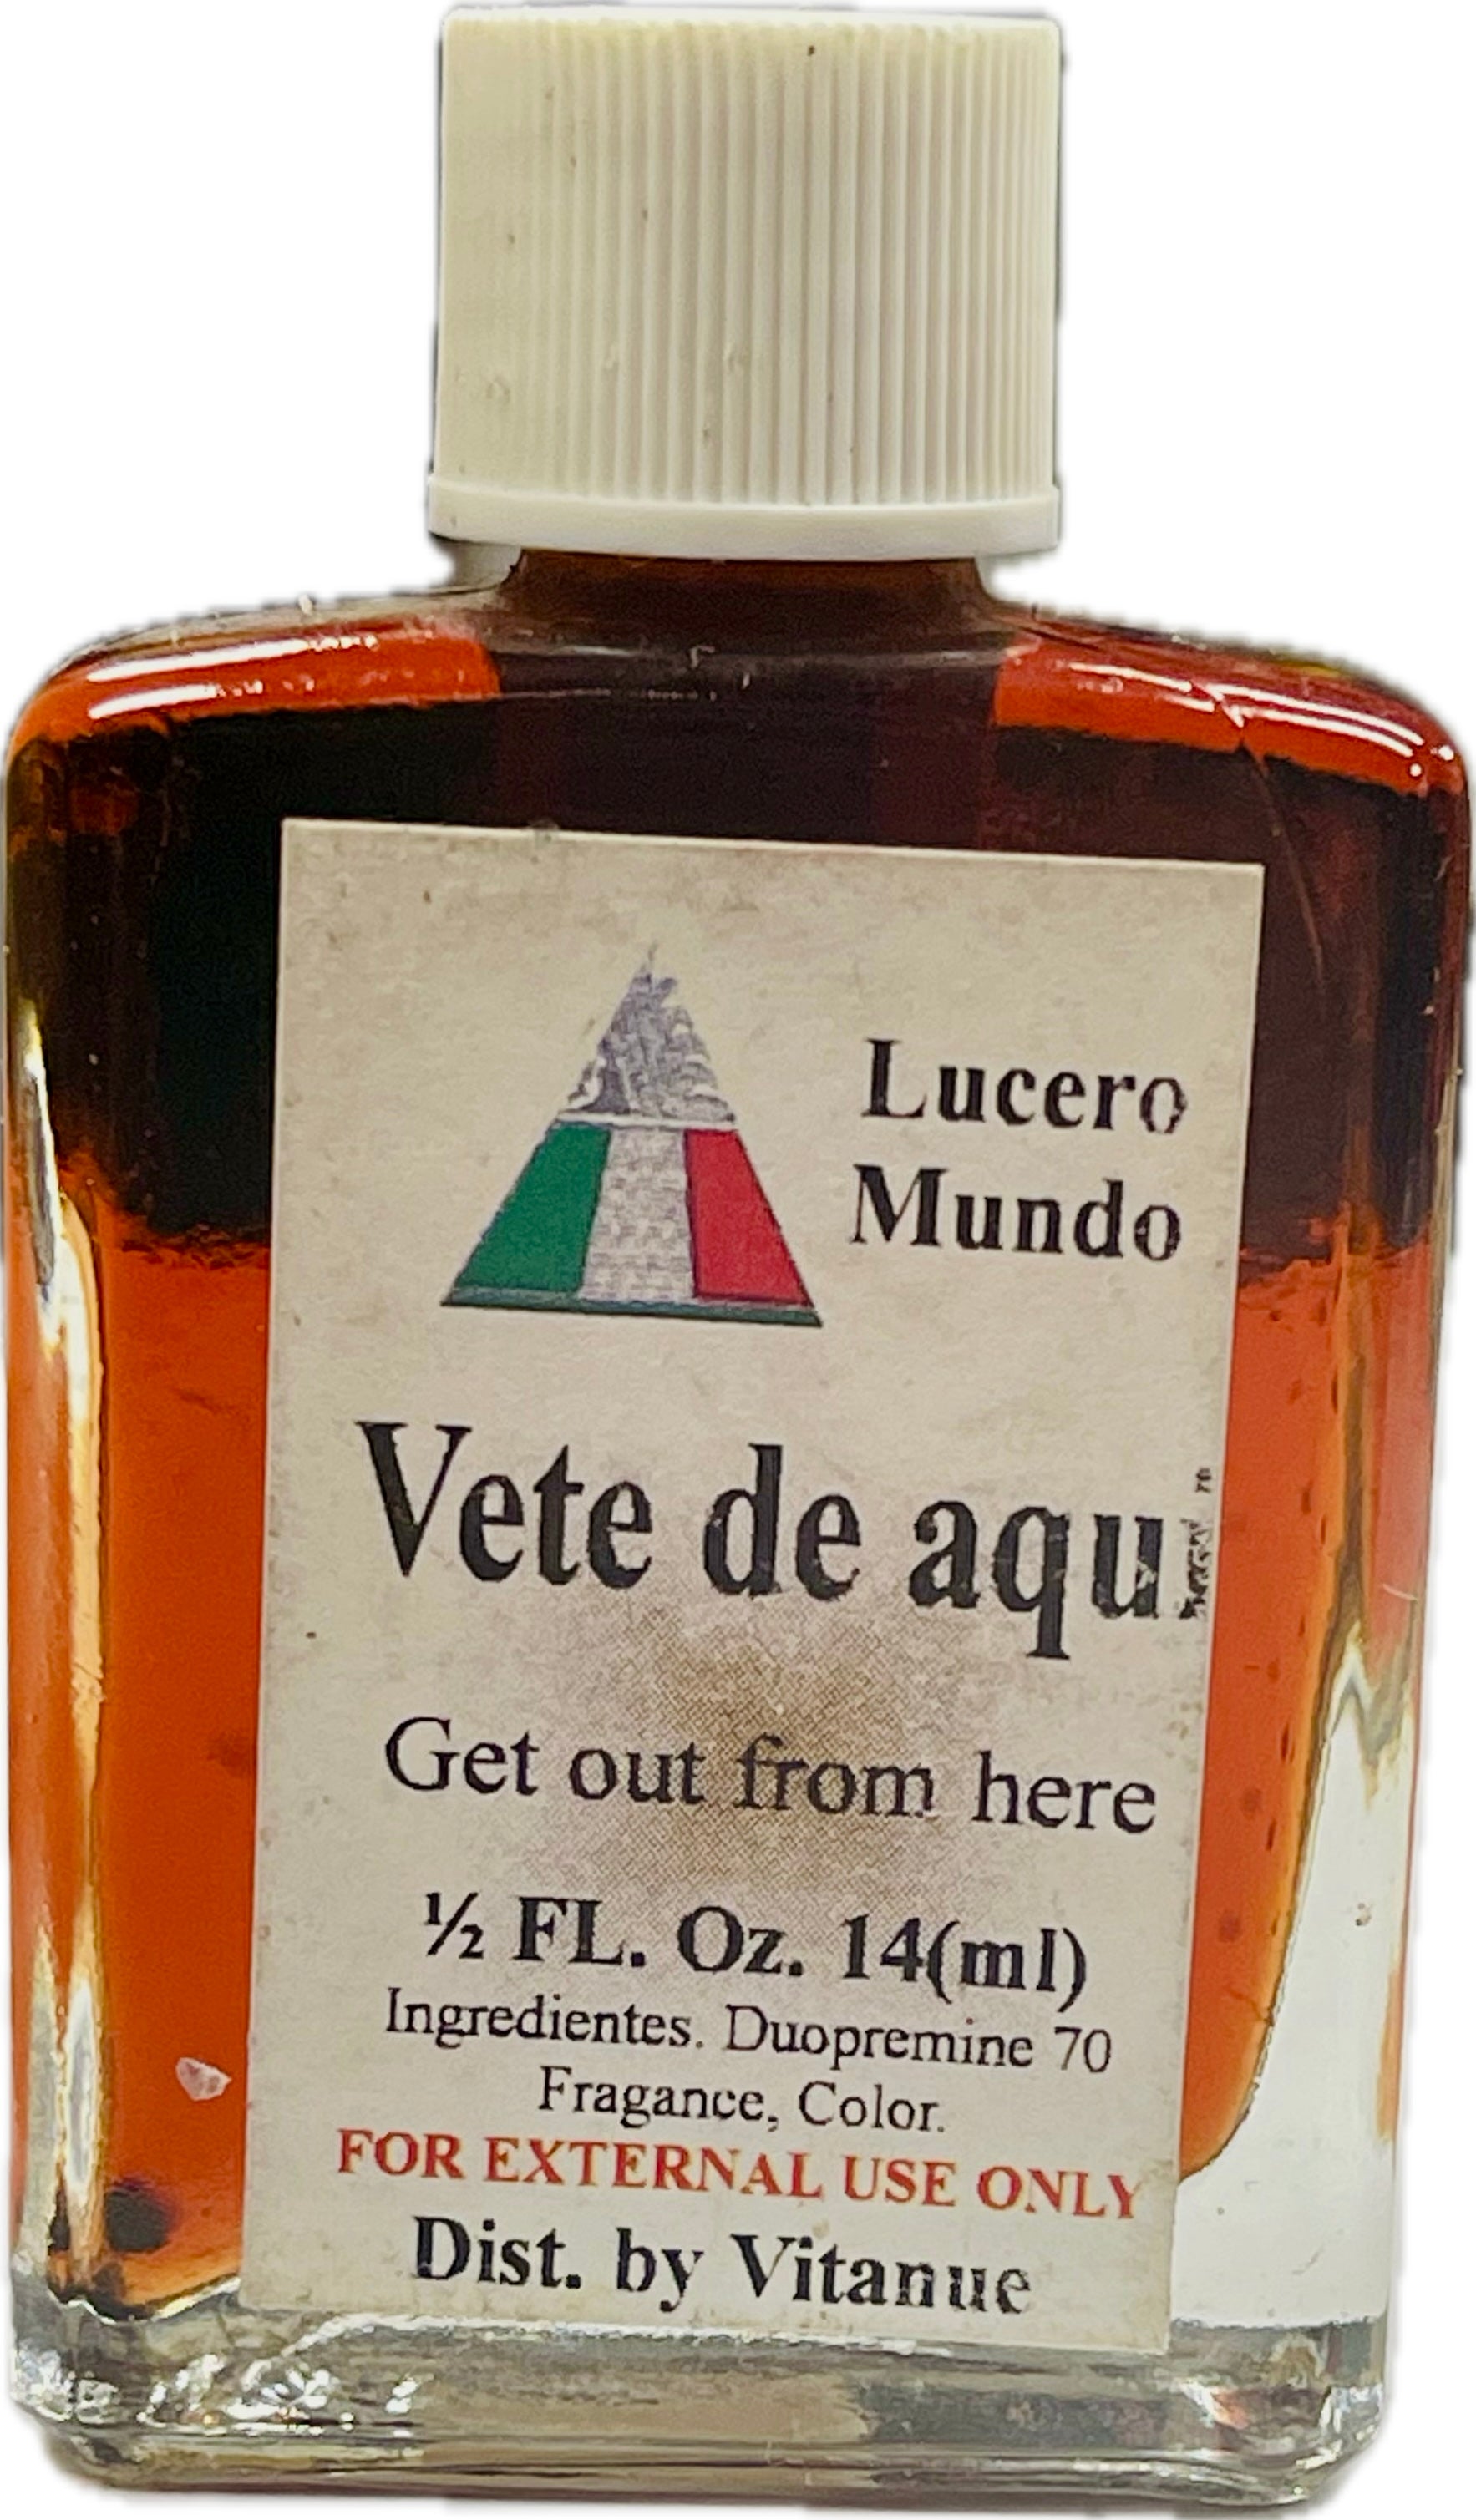 Lucero
Mundo
Vete de aqu
Get out from here
½ FL. Oz. 14(ml)
Ingredientes. Duopremine 70
Fragance, Color.
FOR EXTERNAL USE ONLY
Dist. by Vitanue